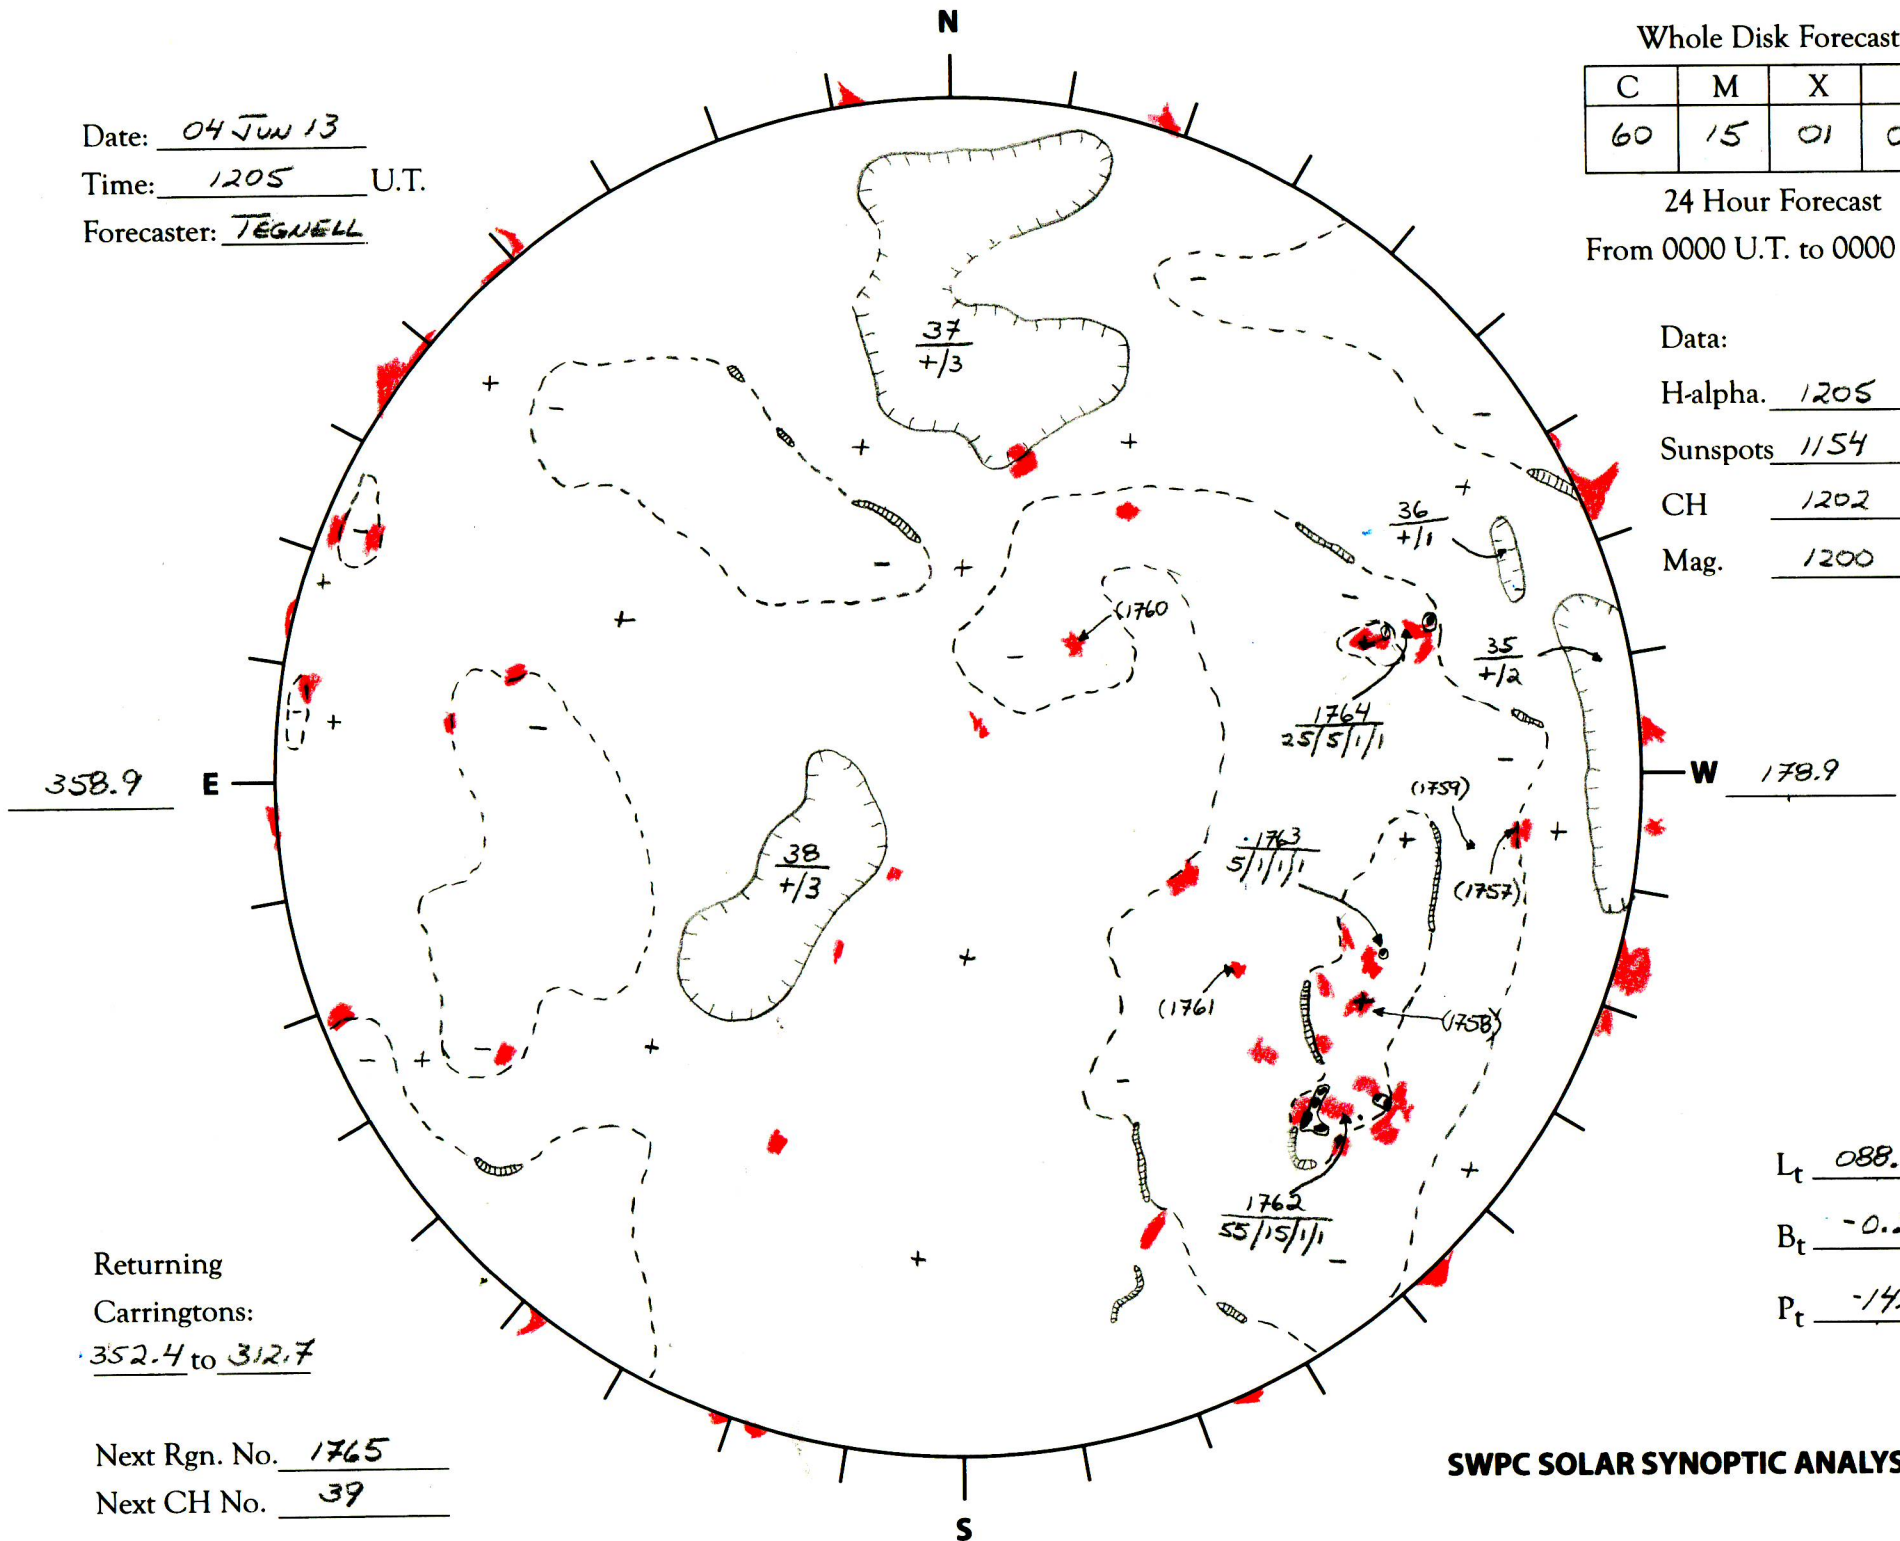 N
Whole Disk Forecast
C M X
60 15 01
24 Hour Forecast
From 0000 U.T. to 0000
Date: 04 JUN 13
Time: 1205 U.T.
Forecaster: TEGNELL
Data:
H-alpha. 1205
Sunspots 1154
CH 1202
Mag. 1200
37
+/3
36
+/1
35
+/2
(1760
1764
25/5/1/1
358.9 E
W 178.9
(1759)
1763
5/1/1/1
(1757)
38
+/3
(1761
(1758)
1762
55/15/1/1
Lt 088.
Bt -0.
Pt -14.
Returning
Carringtons:
352.4 to 312.7
Next Rgn. No. 1765
Next CH No. 39
SWPC SOLAR SYNOPTIC ANALYS
S